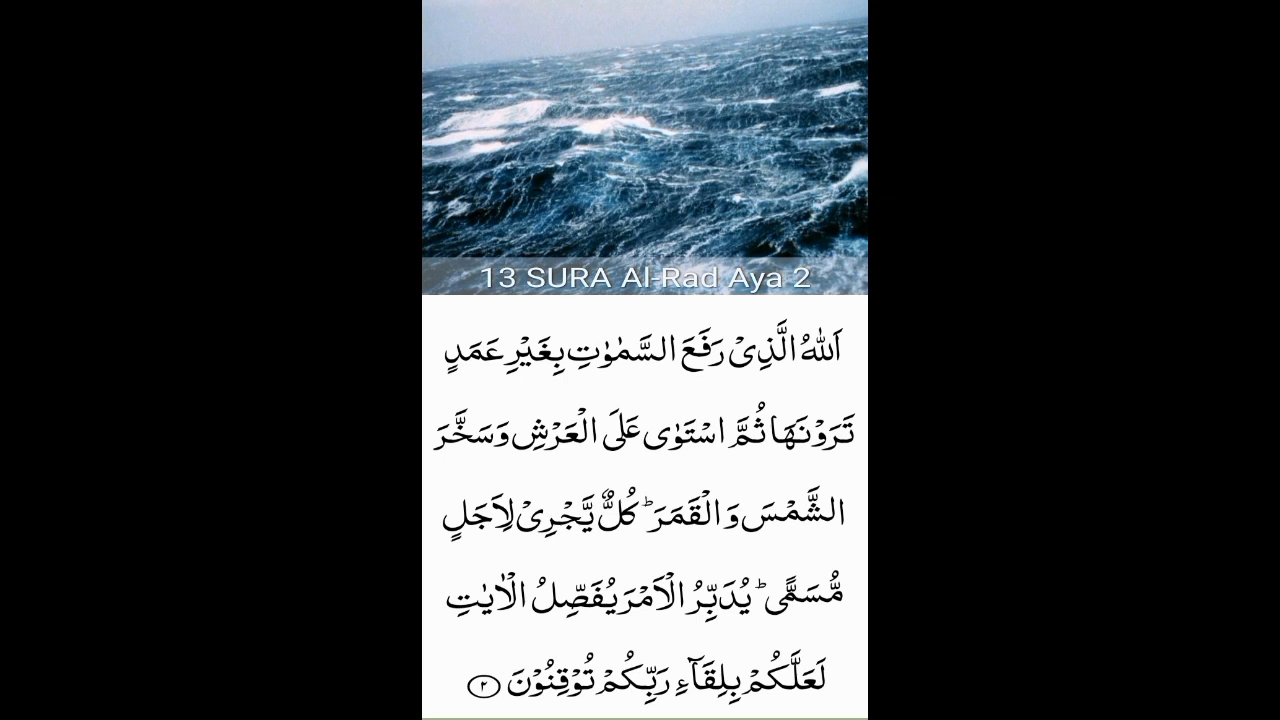 13 SURA Al-Rad Aya 2
اَللّٰهُ الَّذِىۡ رَفَعَ السَّمٰوٰتِ بِغَيۡرِ عَمَدٍ
تَرَوۡنَهَا ثُمَّ اسۡتَوٰى عَلَى الۡعَرۡشِ وَسَخَّرَ
الشَّمۡسَ وَالۡقَمَرَؕ كُلٌّ يَّجۡرِىۡ لِاَجَلٍ
مُّسَمًّىؕ يُدَبِّرُ الۡاَمۡرَ يُفَصِّلُ الۡاٰيٰتِ
لَعَلَّكُمۡ بِلِقَآءِ رَبِّكُمۡ تُوۡقِنُوۡنَ ﴿۲﴾